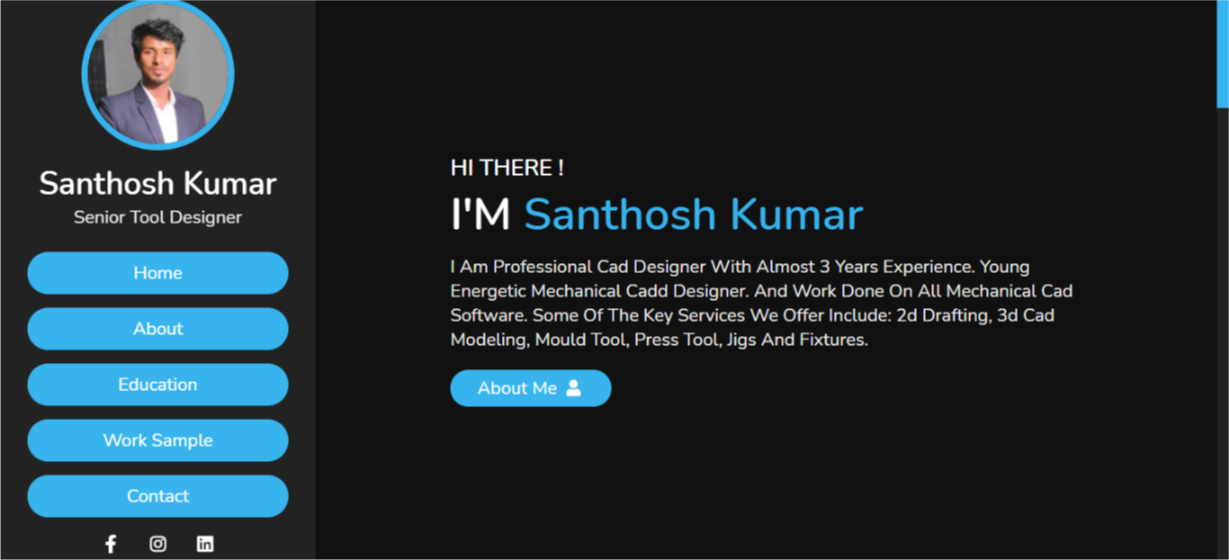 Santhosh Kumar
Senior Tool Designer
Home
About
Education
Work Sample
Contact
HI THERE !
I'M Santhosh Kumar
I Am Professional Cad Designer With Almost 3 Years Experience. Young
Energetic Mechanical Cadd Designer. And Work Done On All Mechanical Cad
Software. Some Of The Key Services We Offer Include: 2d Drafting, 3d Cad
Modeling, Mould Tool, Press Tool, Jigs And Fixtures.
About Me